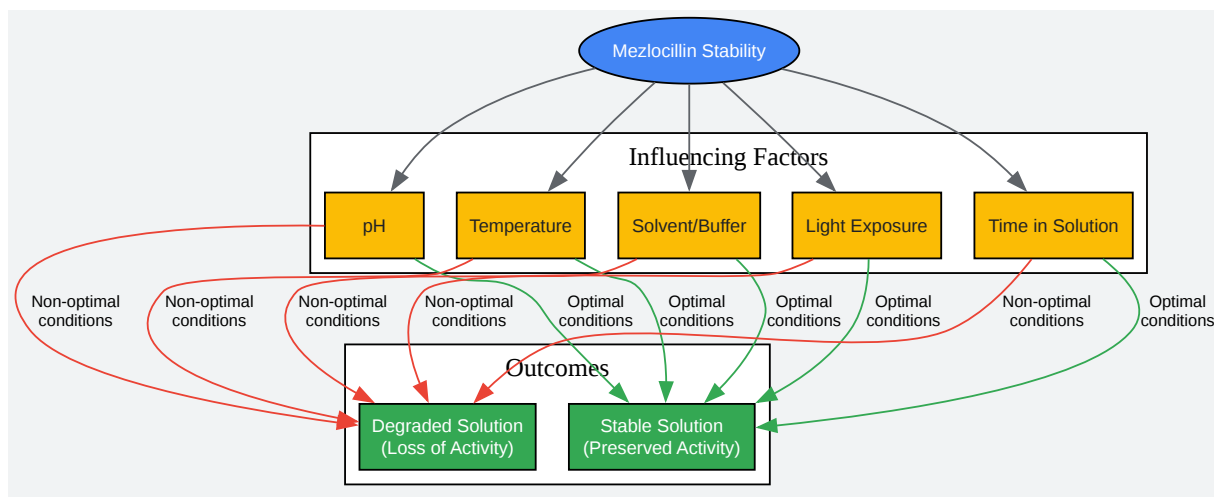 Mezlocillin Stability
Influencing Factors
pH
Temperature
Solvent/Buffer
Light Exposure
Time in Solution
Non-optimal
conditions
Non-optimal
conditions
Non-optimal
conditions
Non-optimal
conditions
Optimal
conditions
Optimal
conditions
Optimal
conditions
Optimal
conditions
Non-optimal
conditions
Optimal
conditions
Outcomes
Degraded Solution
(Loss of Activity)
Stable Solution
(Preserved Activity)